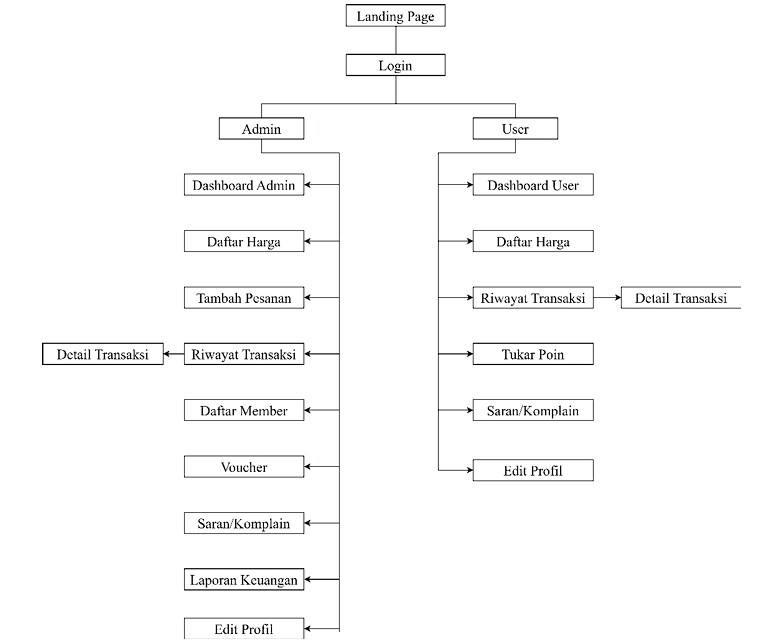 Landing Page
Login
Admin
User
Dashboard Admin
Dashboard User
Daftar Harga
Daftar Harga
Tambah Pesanan
Riwayat Transaksi
Detail Transaksi
Detail Transaksi
Riwayat Transaksi
Tukar Poin
Daftar Member
Saran/Komplain
Voucher
Edit Profil
Saran/Komplain
Laporan Keuangan
Edit Profil